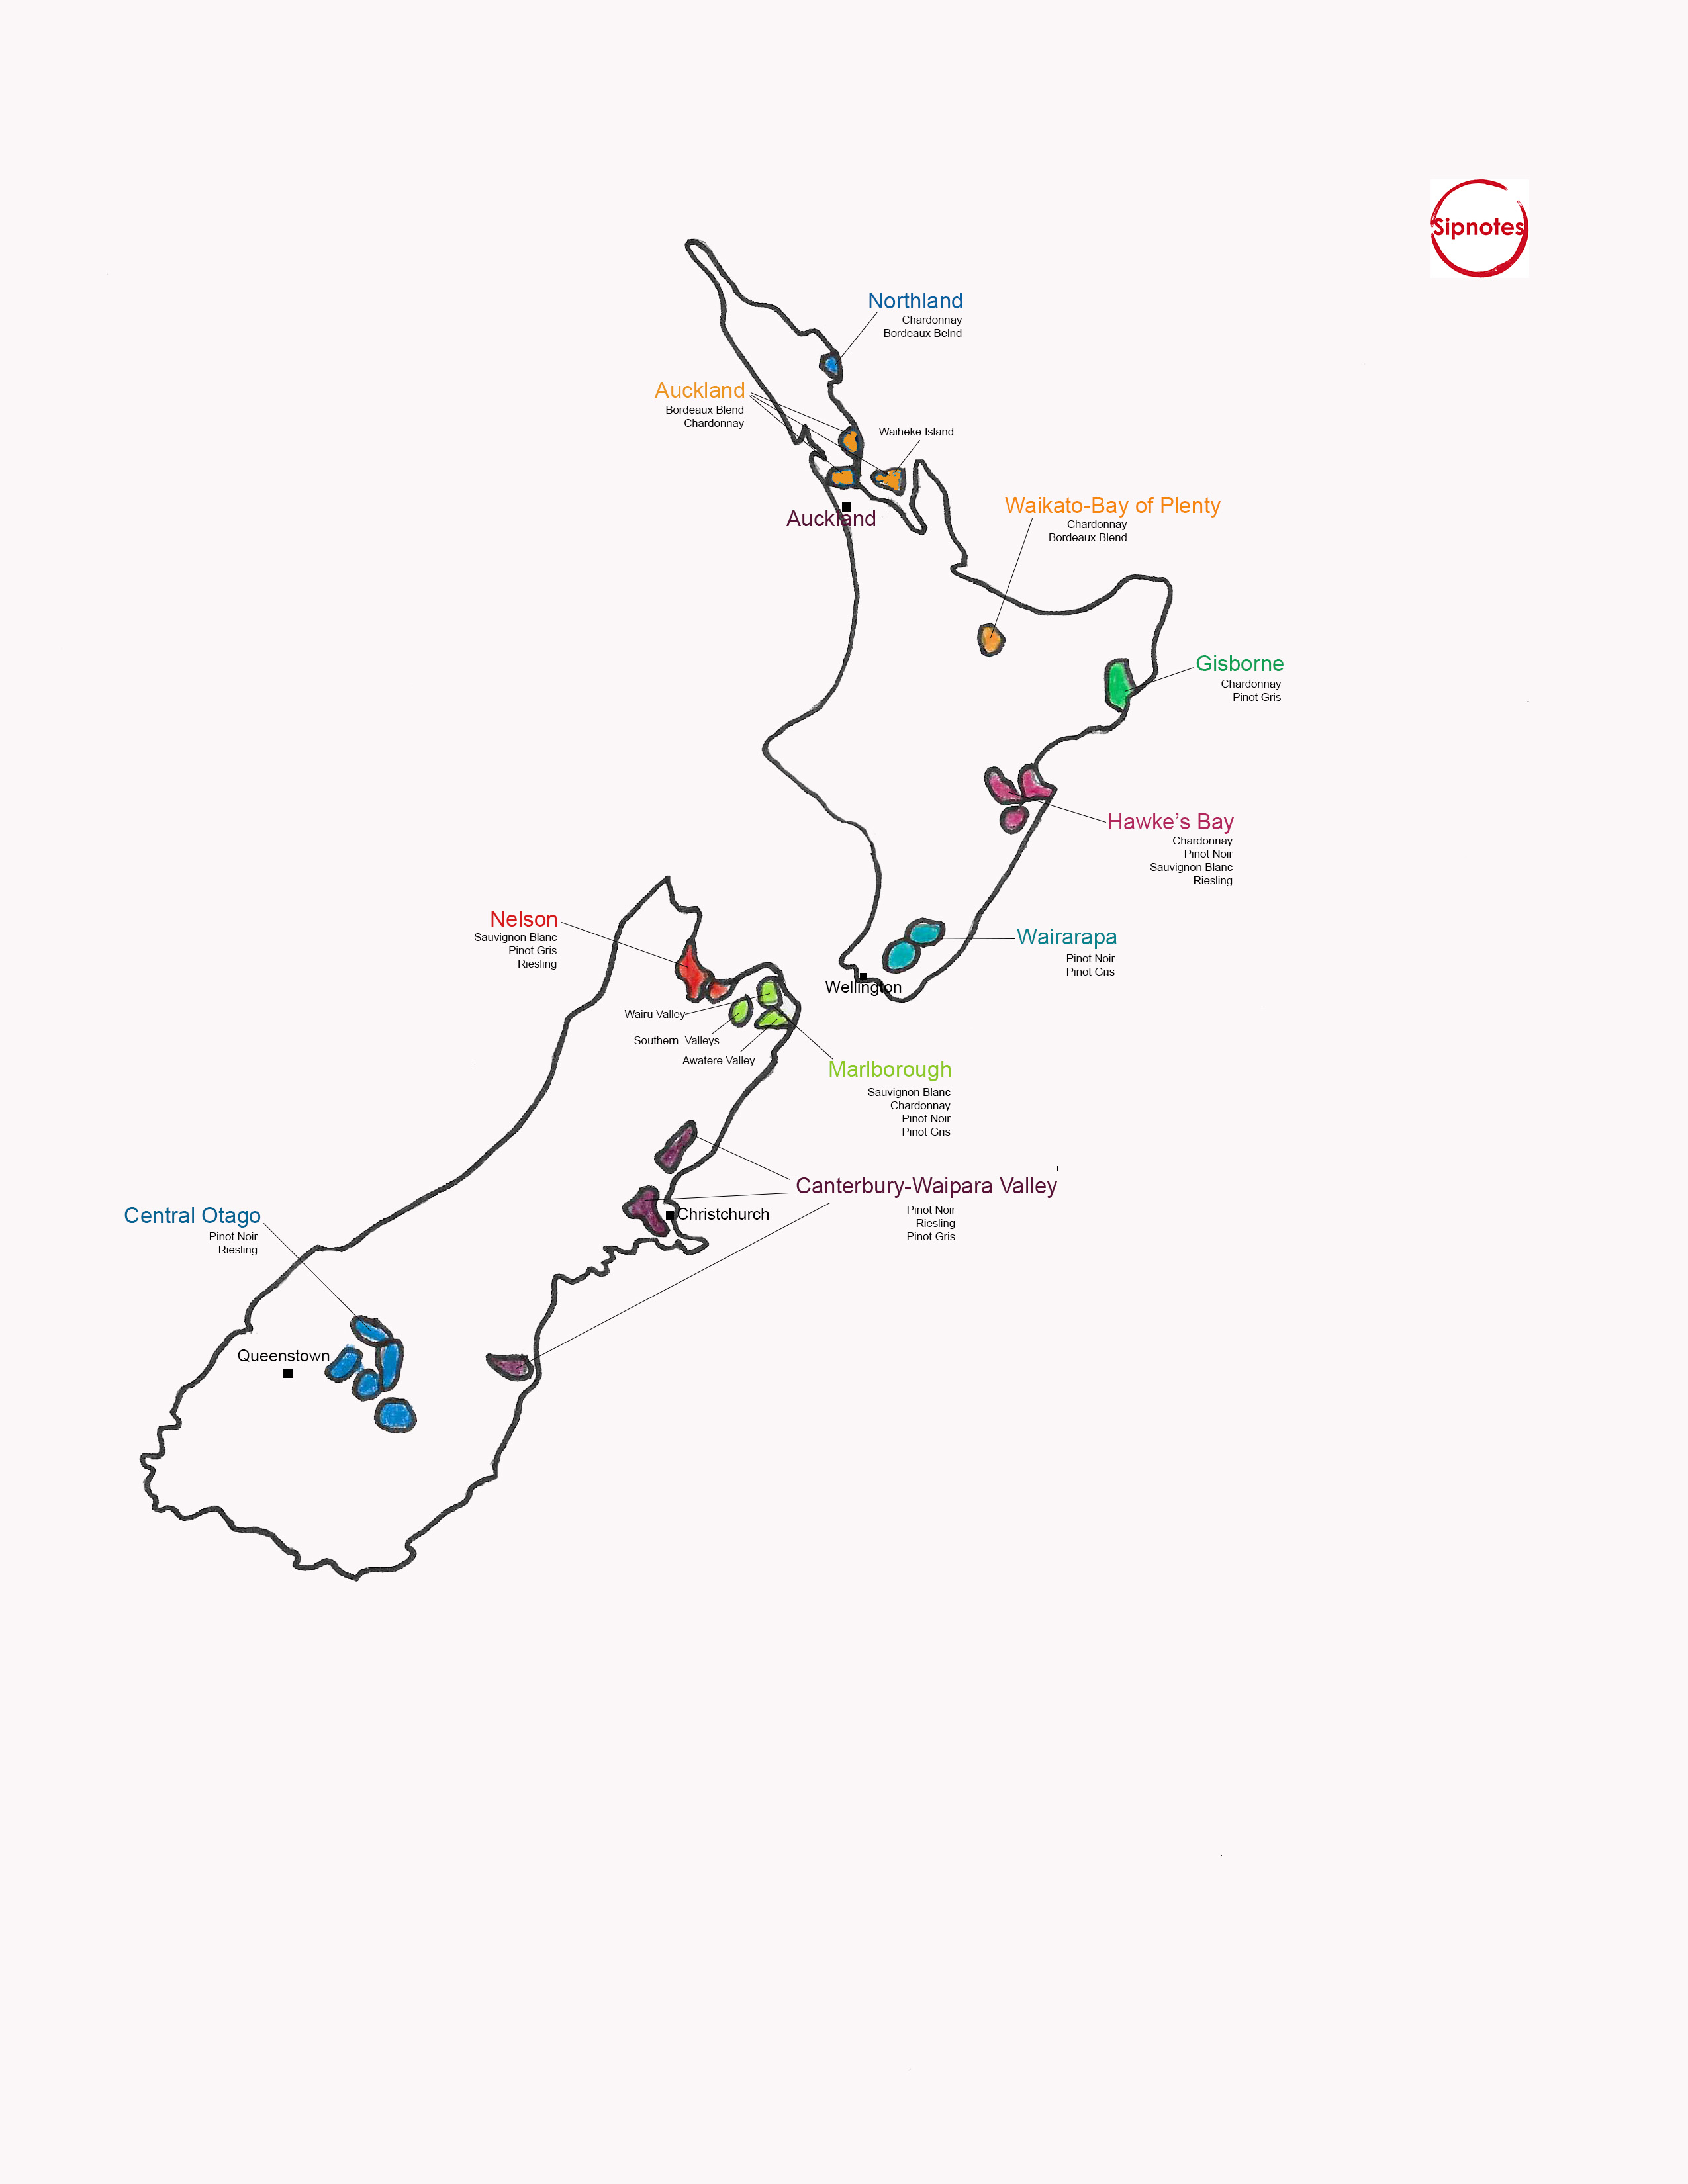 Sipnotes
Northland
Chardonnay
Bordeaux Belnd
Auckland
Bordeaux Blend
Chardonnay
Waiheke Island
Auckland
Waikato-Bay of Plenty
Chardonnay
Bordeaux Blend
Gisborne
Chardonnay
Pinot Gris
Hawke's Bay
Chardonnay
Pinot Noir
Sauvignon Blanc
Riesling
Nelson
Sauvignon Blanc
Pinot Gris
Riesling
Wairarapa
Pinot Noir
Pinot Gris
Wellington
Wairu Valley
Southern Valleys
Awatere Valley
Marlborough
Sauvignon Blanc
Chardonnay
Pinot Noir
Pinot Gris
Canterbury-Waipara Valley
Pinot Noir
Riesling
Pinot Gris
Christchurch
Central Otago
Pinot Noir
Riesling
Queenstown